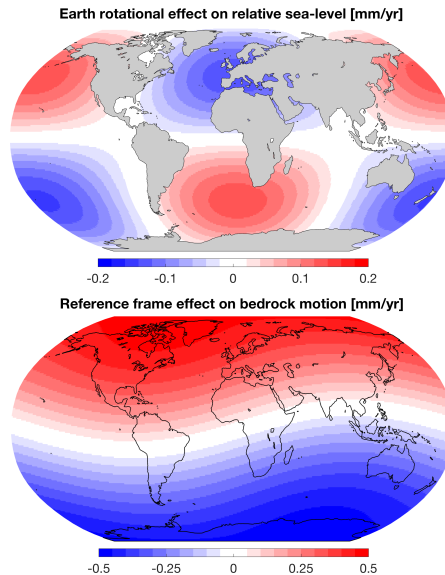 Earth rotational effect on relative sea-level [mm/yr]
-0.2 -0.1 0 0.1 0.2
Reference frame effect on bedrock motion [mm/yr]
-0.5 -0.25 0 0.25 0.5